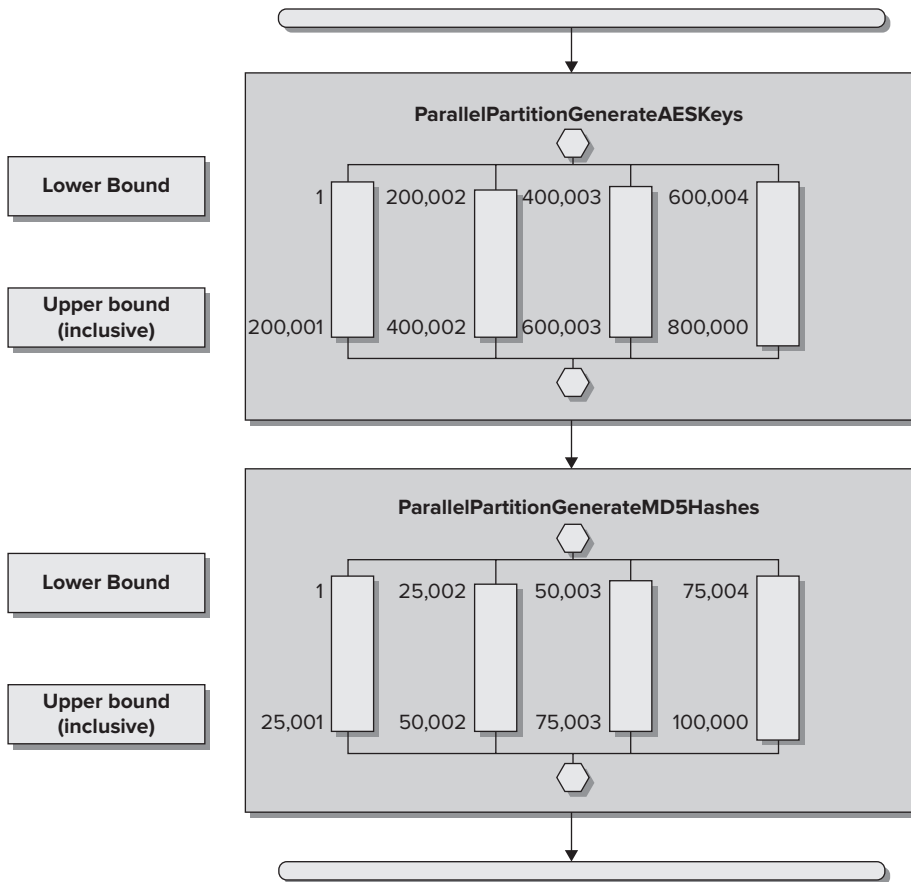 ParallelPartitionGenerateAESKeys
Lower Bound
1 200,002 400,003 600,004
Upper bound
(inclusive)
200,001 400,002 600,003 800,000
ParallelPartitionGenerateMD5Hashes
Lower Bound
1 25,002 50,003 75,004
Upper bound
(inclusive)
25,001 50,002 75,003 100,000